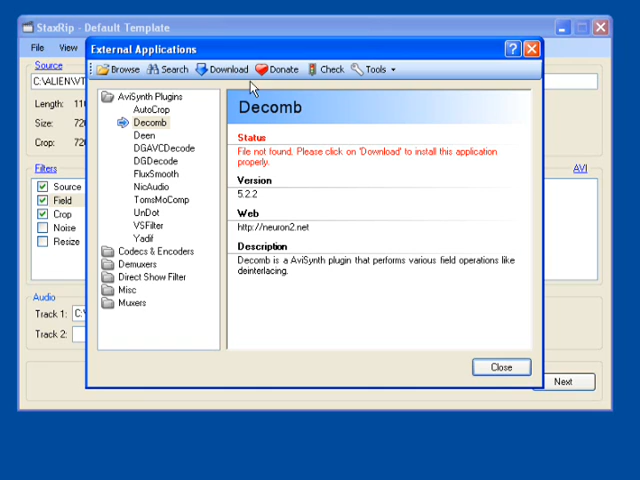 StaxRip - Default Template
File View
External Applications
Browse Search Download Donate Check Tools
Source
C:\ALIEN\VT
Length: 11
Size: 72
Crop: 72
Filters
Source
Field
Crop
Noise
Resize
AVI
Audio
Track 1: C:\
Track 2:
AviSynth Plugins
AutoCrop
Decomb
Deen
DGAVCDecode
DGDecode
FluxSmooth
NicAudio
TomsMoComp
UnDot
VSFilter
Yadif
Codecs & Encoders
Demuxers
Direct Show Filter
Misc
Muxers
Decomb
Status
File not found. Please click on 'Download' to install this application
properly.
Version
5.2.2
Web
http://neuron2.net
Description
Decomb is a AviSynth plugin that performs various field operations like
deinterlacing.
Close
Next